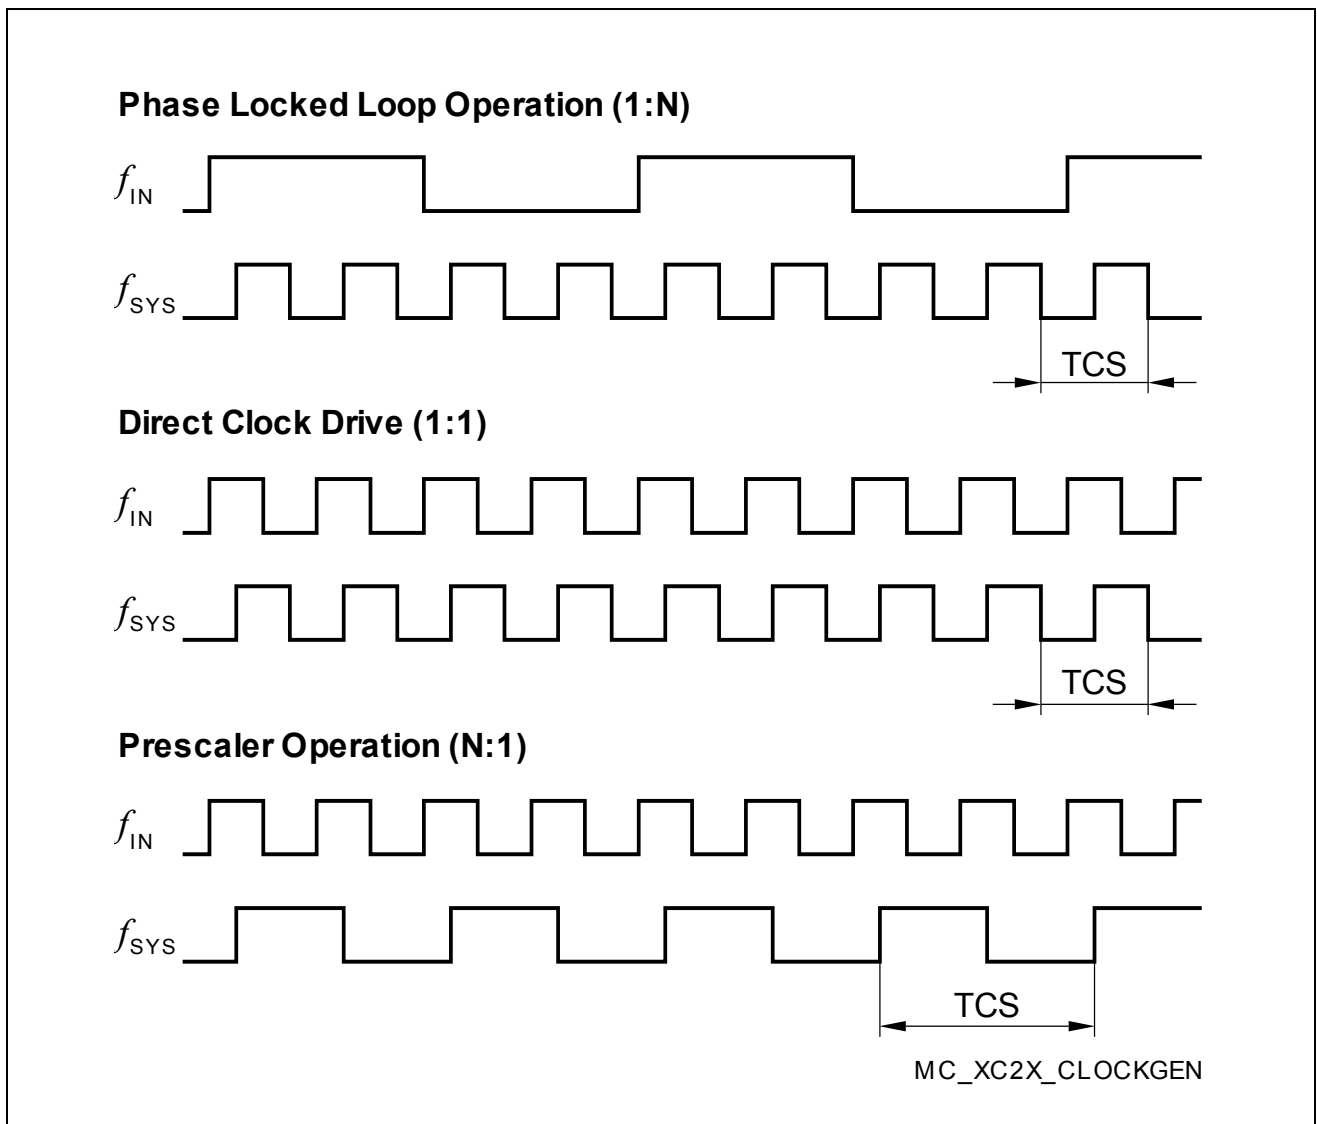 Phase Locked Loop Operation (1:N)
fIN
fSYS
TCS
Direct Clock Drive (1:1)
fIN
fSYS
TCS
Prescaler Operation (N:1)
fIN
fSYS
TCS
MC_XC2X_CLOCKGEN